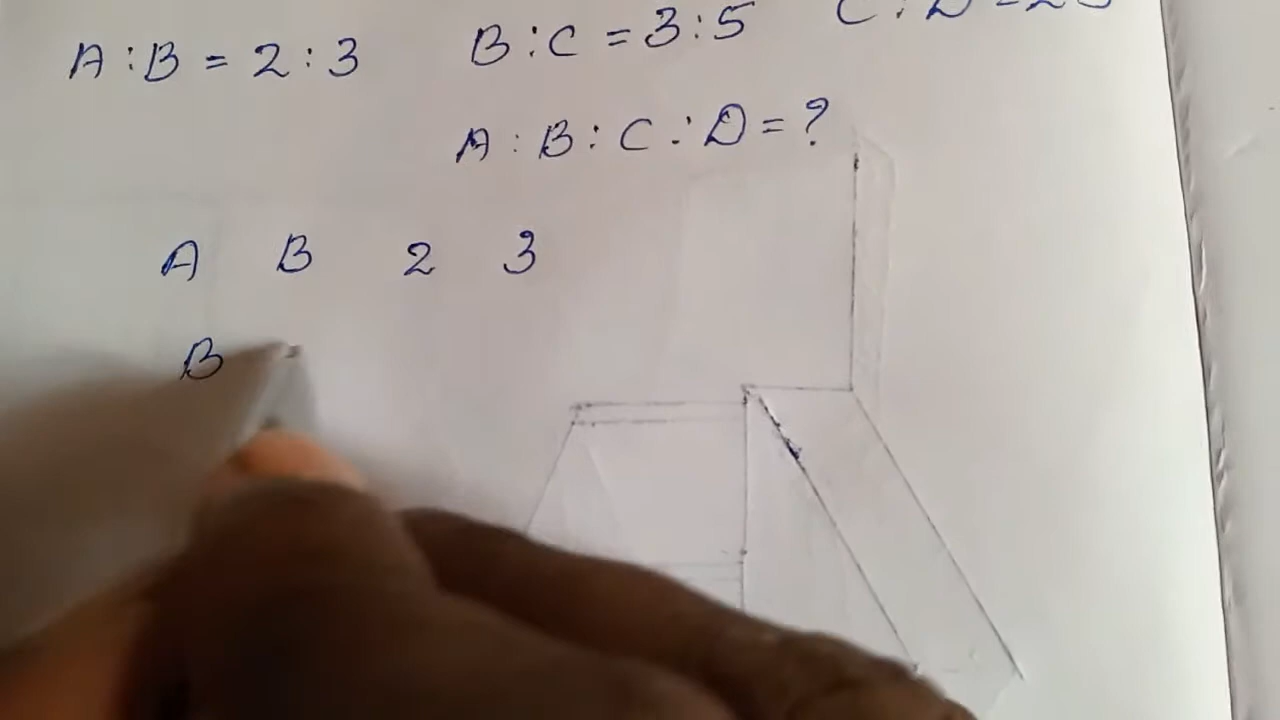 A : B = 2 : 3 B : C = 3 : 5
A : B : C : D = ?
A B 2 3
B